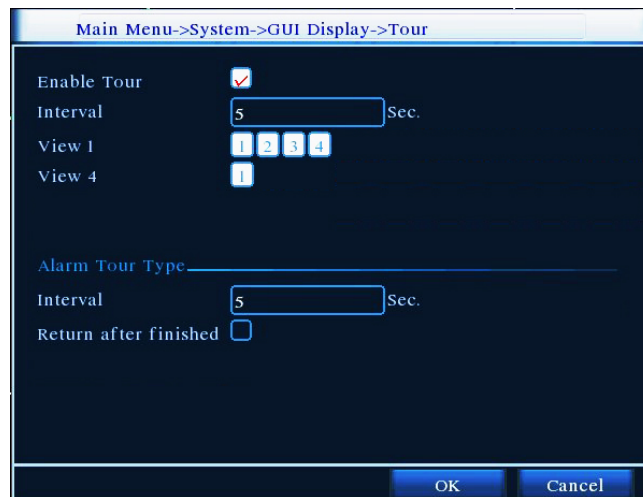 Main Menu->System->GUI Display->Tour
Enable Tour
Interval 5 Sec.
View 1 1 2 3 4
View 4 1
Alarm Tour Type
Interval 5 Sec.
Return after finished
OK Cancel